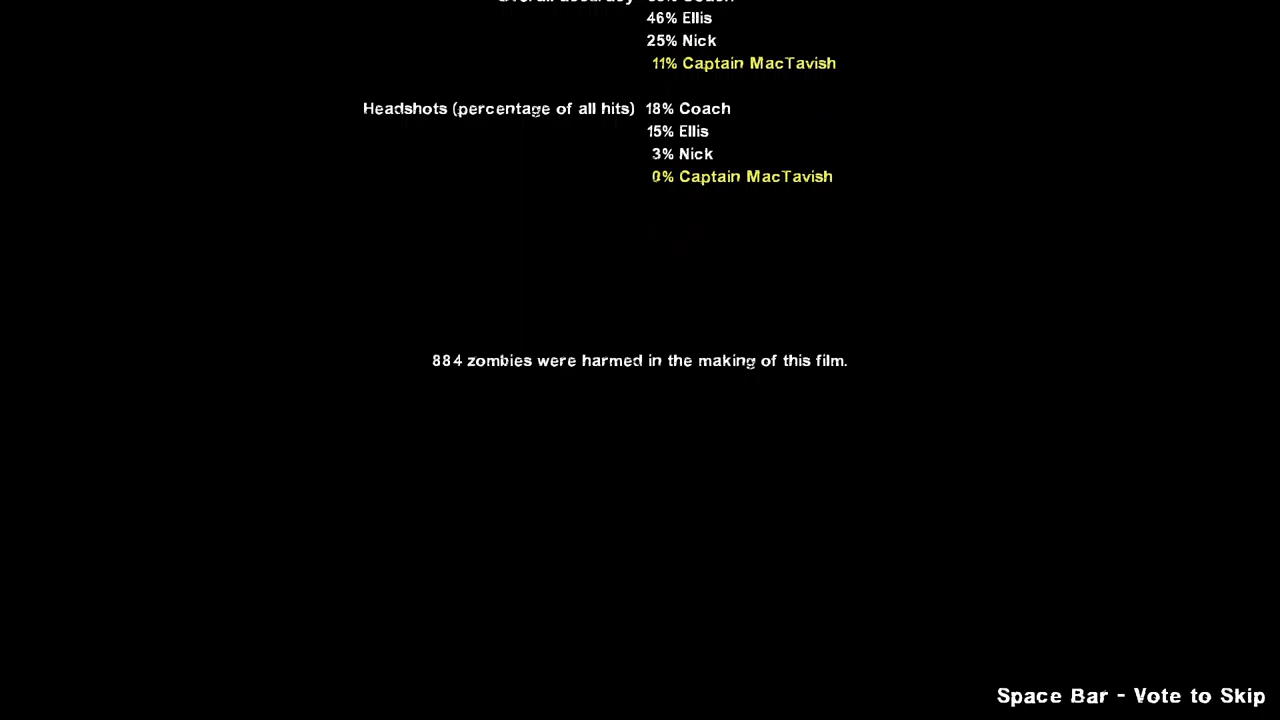 46% Ellis
25% Nick
11% Captain MacTavish
Headshots (percentage of all hits) 18% Coach
15% Ellis
3% Nick
0% Captain MacTavish
884 zombies were harmed in the making of this film.
Space Bar - Vote to Skip